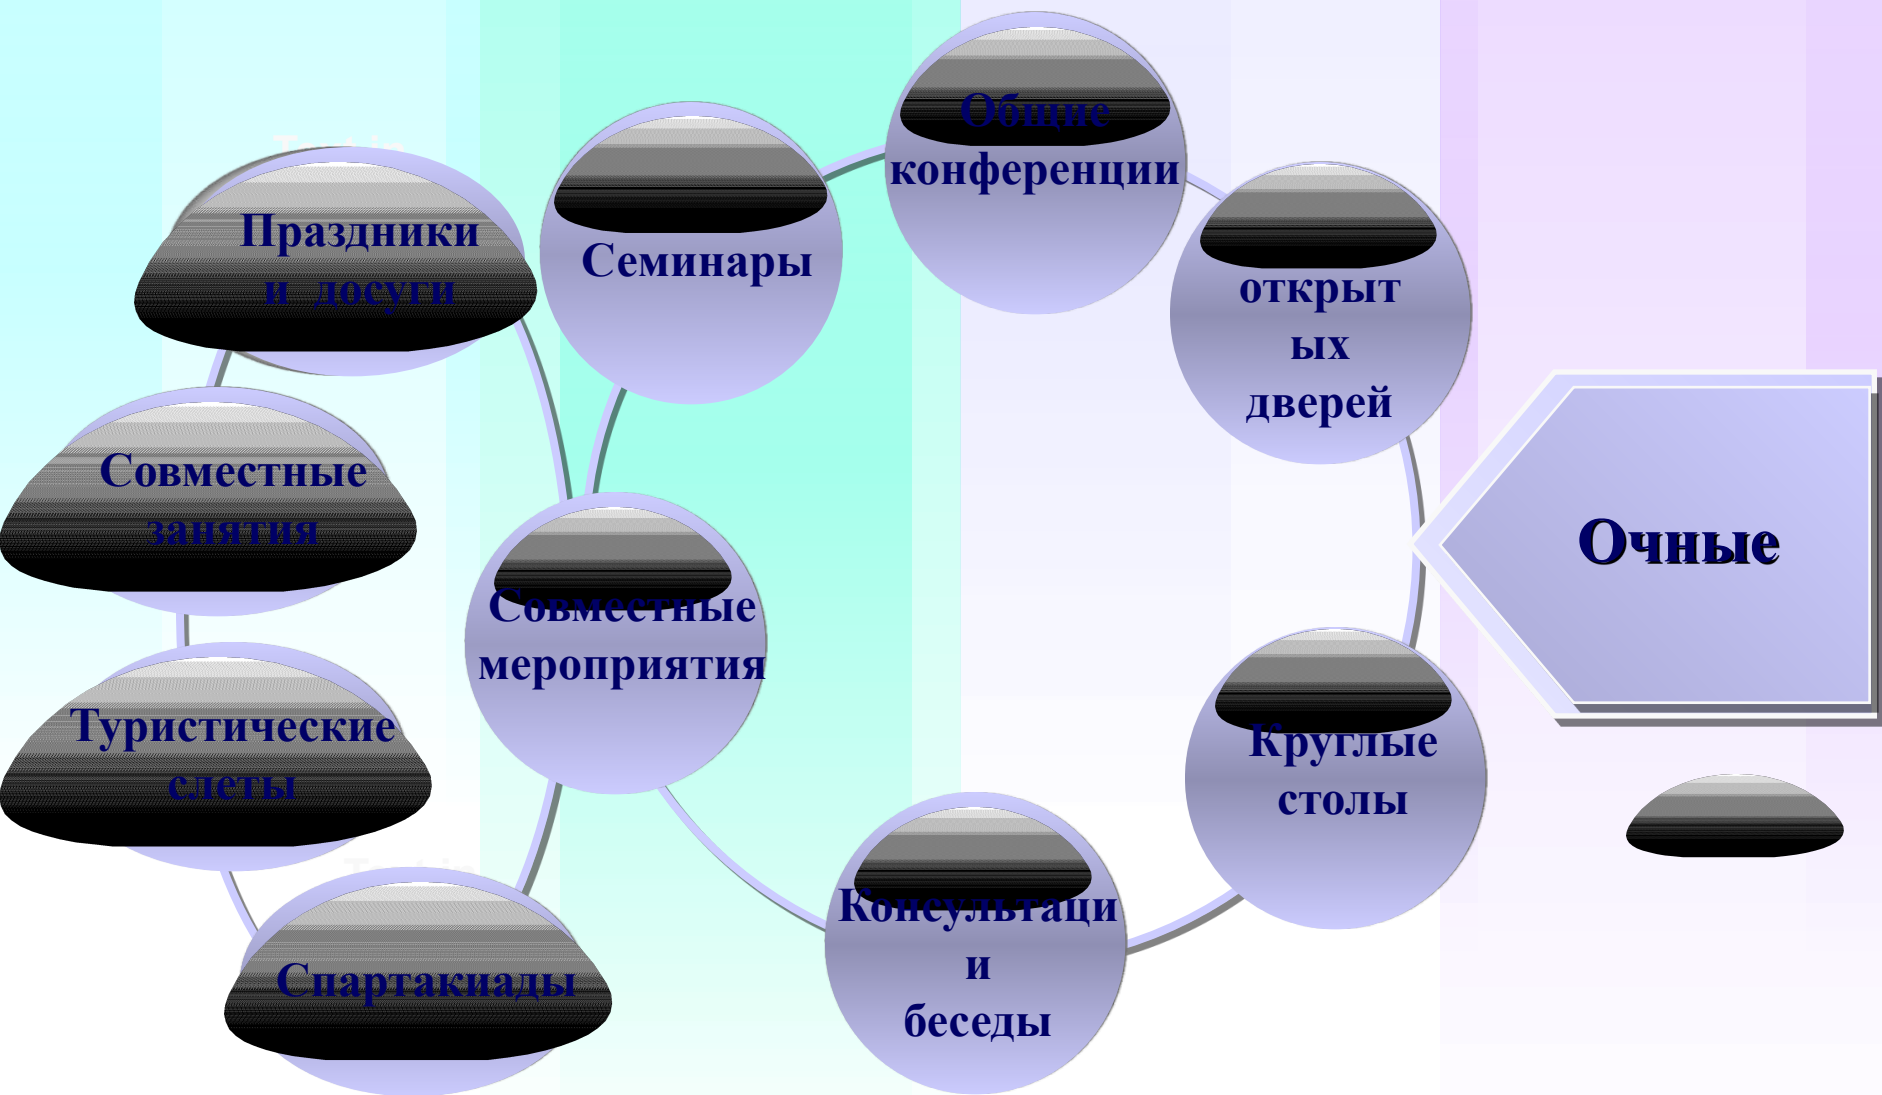 Общие
конференции
Семинары
открыт
ых
дверей
Праздники
и досуги
Совместные
занятия
Туристические
слеты
Спартакиады
Совместные
мероприятия
Консультаци
и
беседы
Круглые
столы
Очные